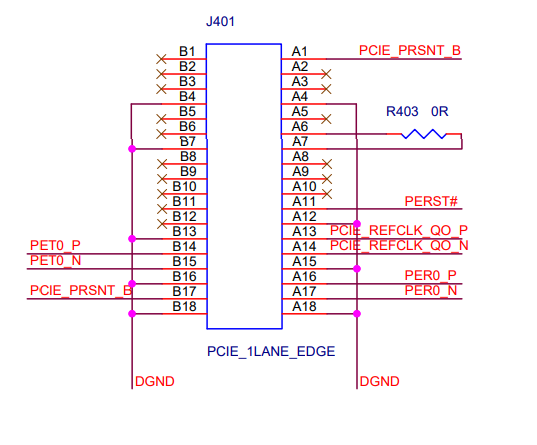 J401
B1 A1 PCIE_PRSNT_B
B2 A2
B3 A3
B4 A4
B5 A5 R403 0R
B6 A6
B7 A7
B8 A8
B9 A9
B10 A10
B11 A11 PERST#
B12 A12
B13 A13 PCIE_REFCLK_QO_P
PET0_P B14 A14 PCIE_REFCLK_QO_N
PET0_N B15 A15
B16 A16 PER0_P
PCIE_PRSNT_B B17 A17 PER0_N
B18 A18
PCIE_1LANE_EDGE
DGND DGND